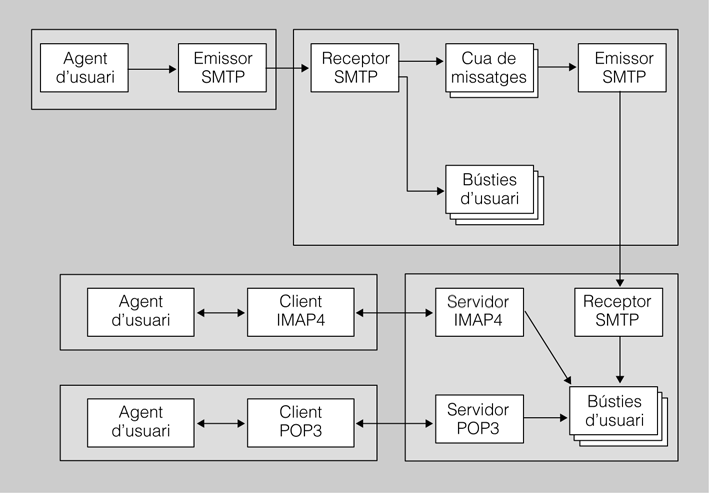 Agent
d'usuari
Emissor
SMTP
Receptor
SMTP
Cua de
missatges
Emissor
SMTP
Bústies
d'usuari
Agent
d'usuari
Client
IMAP4
Servidor
IMAP4
Receptor
SMTP
Agent
d'usuari
Client
POP3
Servidor
POP3
Bústies
d'usuari